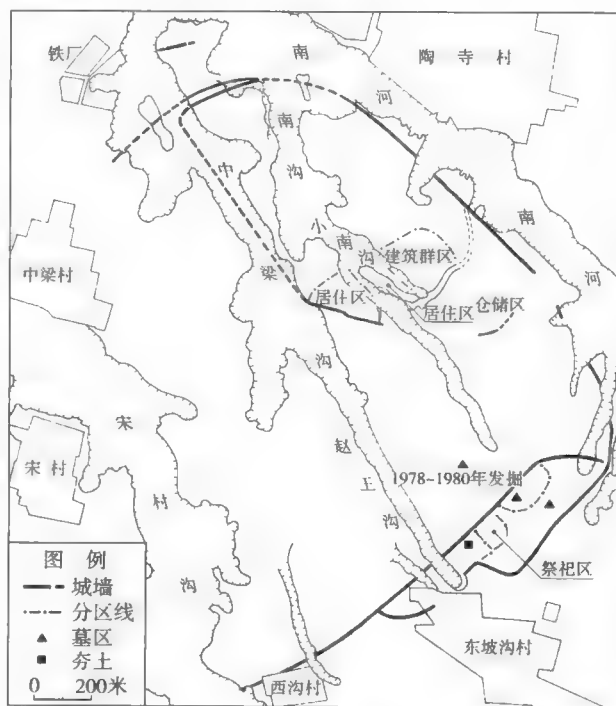 铁厂
南河
陶寺村
南沟
中梁沟
小南沟
建筑群区
南河
中梁村
居住区
居住区
仓储区
宋村
宋村沟
赵王沟
1978~1980年发掘
祭祀区
东坡沟村
西沟村
图 例
城墙
分区线
墓区
夯土
0 200米